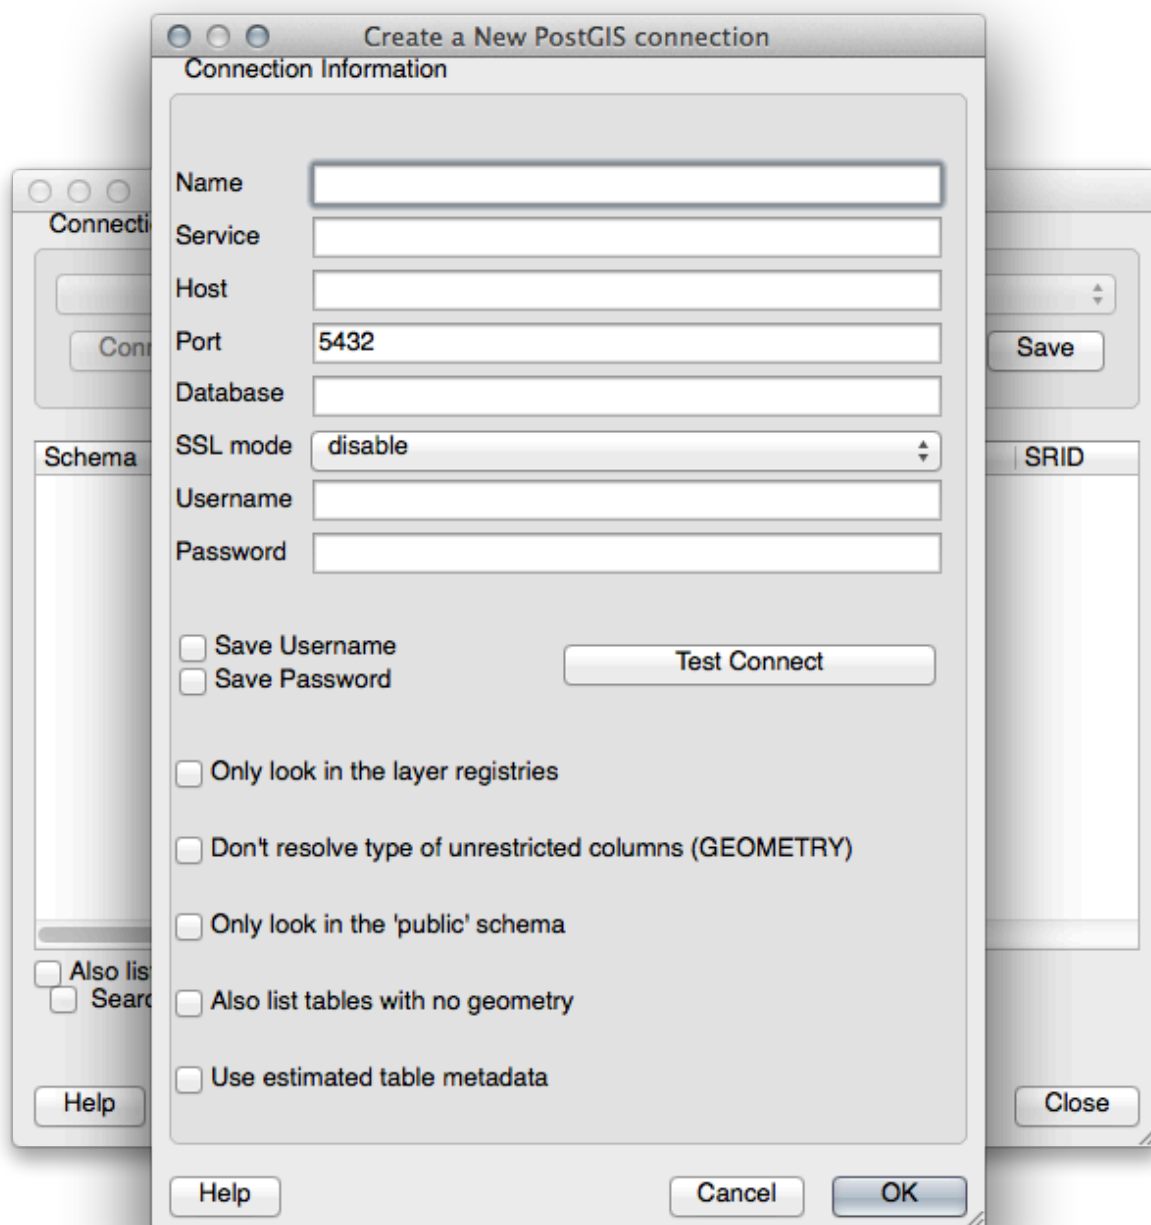 Create a New PostGIS connection
Connection Information
Name
Service
Host
Port 5432
Database
SSL mode disable
Username
Password
Save Username
Save Password
Test Connect
Only look in the layer registries
Don't resolve type of unrestricted columns (GEOMETRY)
Only look in the 'public' schema
Also list tables with no geometry
Use estimated table metadata
Help Cancel OK
Connecti
Conn
Save
Schema SRID
Also lis
Searc
Help Close